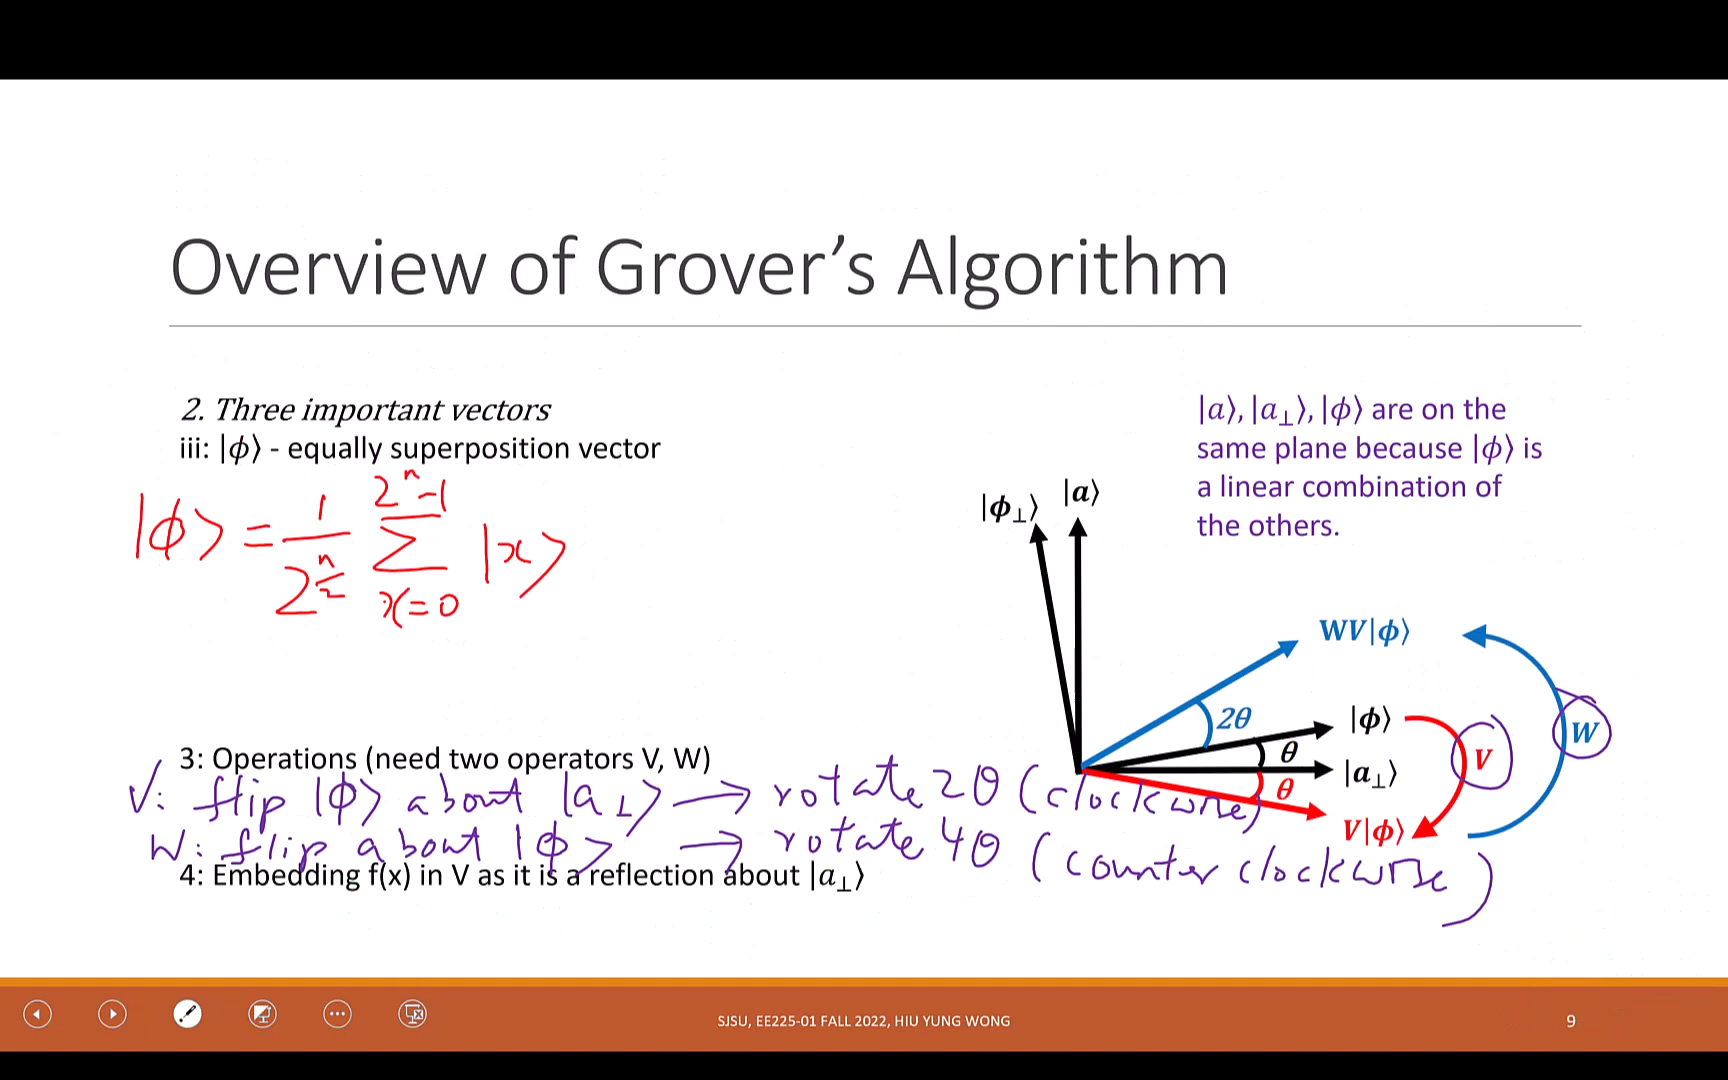 Overview of Grover’s Algorithm
2. Three important vectors
iii: |ϕ⟩ - equally superposition vector
|ϕ⟩ = 1/2^(n/2) ∑_{x=0}^{2^n-1} |x⟩
|a⟩, |a⊥⟩, |ϕ⟩ are on the
same plane because |ϕ⟩ is
a linear combination of
the others.
|ϕ⊥⟩ |a⟩
WV|ϕ⟩
2θ
|ϕ⟩
θ
|a⊥⟩
θ
V|ϕ⟩
V
W
3: Operations (need two operators V, W)
V: flip |ϕ⟩ about |a⊥⟩ → rotate 2θ (clockwise)
W: flip about |ϕ⟩ → rotate 4θ (counter clockwise)
4: Embedding f(x) in V as it is a reflection about |a⊥⟩
SJSU, EE225-01 FALL 2022, HIU YUNG WONG
9